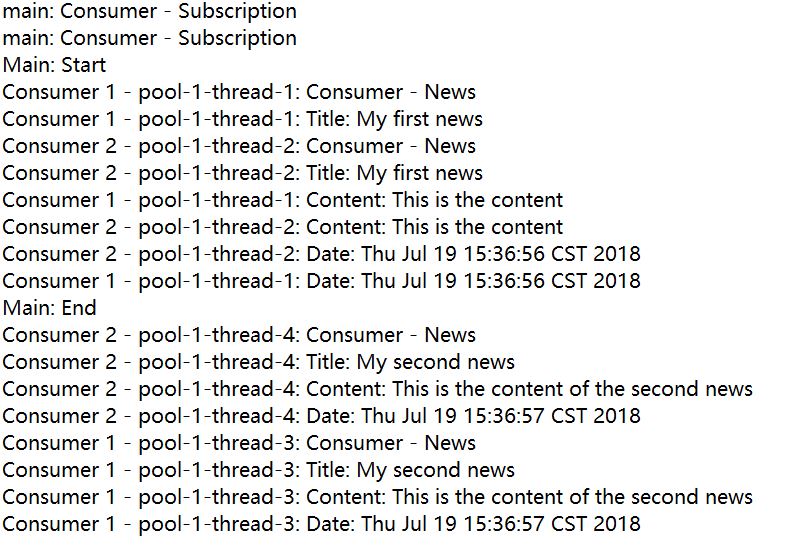 main: Consumer - Subscription
main: Consumer - Subscription
Main: Start
Consumer 1 - pool-1-thread-1: Consumer - News
Consumer 1 - pool-1-thread-1: Title: My first news
Consumer 2 - pool-1-thread-2: Consumer - News
Consumer 2 - pool-1-thread-2: Title: My first news
Consumer 1 - pool-1-thread-1: Content: This is the content
Consumer 2 - pool-1-thread-2: Content: This is the content
Consumer 2 - pool-1-thread-2: Date: Thu Jul 19 15:36:56 CST 2018
Consumer 1 - pool-1-thread-1: Date: Thu Jul 19 15:36:56 CST 2018
Main: End
Consumer 2 - pool-1-thread-4: Consumer - News
Consumer 2 - pool-1-thread-4: Title: My second news
Consumer 2 - pool-1-thread-4: Content: This is the content of the second news
Consumer 2 - pool-1-thread-4: Date: Thu Jul 19 15:36:57 CST 2018
Consumer 1 - pool-1-thread-3: Consumer - News
Consumer 1 - pool-1-thread-3: Title: My second news
Consumer 1 - pool-1-thread-3: Content: This is the content of the second news
Consumer 1 - pool-1-thread-3: Date: Thu Jul 19 15:36:57 CST 2018